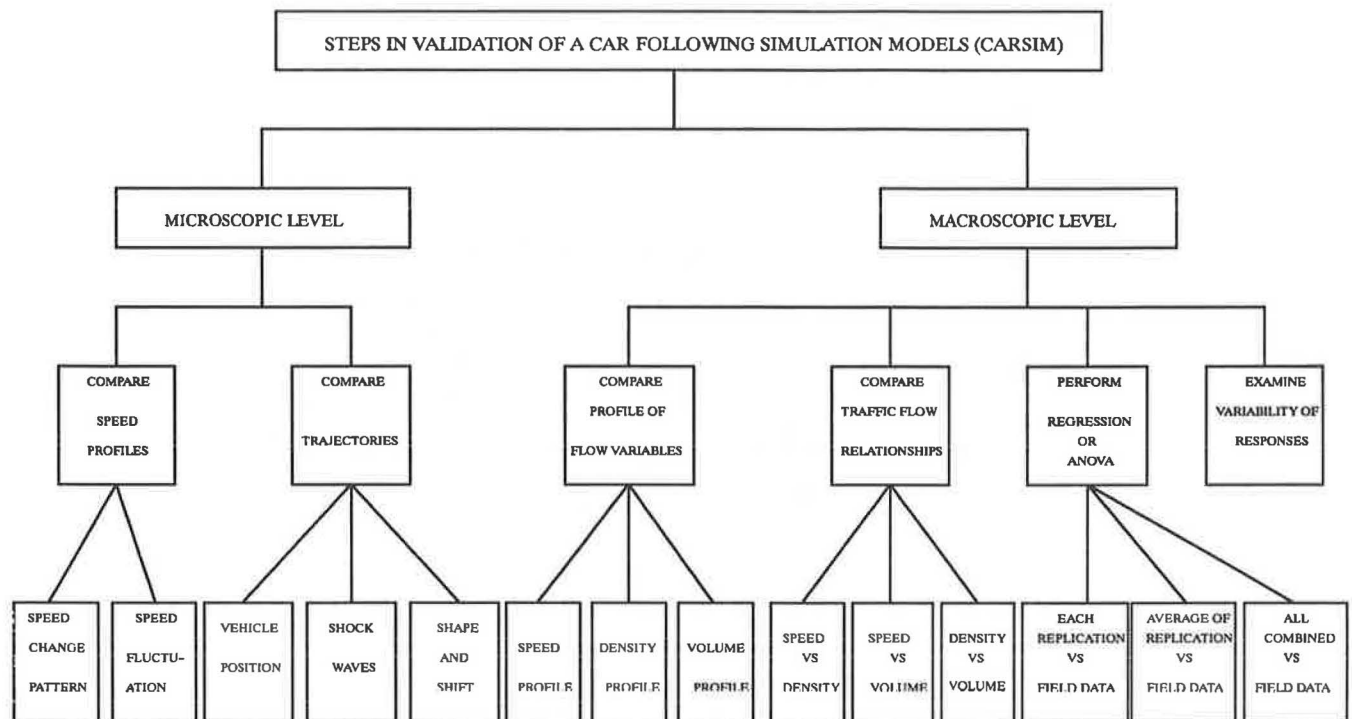 STEPS IN VALIDATION OF A CAR FOLLOWING SIMULATION MODELS (CARSIM)
MICROSCOPIC LEVEL
MACROSCOPIC LEVEL
COMPARE
SPEED
PROFILES
COMPARE
TRAJECTORIES
COMPARE
PROFILE OF
FLOW VARIABLES
COMPARE
TRAFFIC FLOW
RELATIONSHIPS
PERFORM
REGRESSION
OR
ANOVA
EXAMINE
VARIABILITY OF
RESPONSES
SPEED
CHANGE
PATTERN
SPEED
FLUCTU-
ATION
VEHICLE
POSITION
SHOCK
WAVES
SHAPE
AND
SHIFT
SPEED
PROFILE
DENSITY
PROFILE
VOLUME
PROFILE
SPEED
VS
DENSITY
SPEED
VS
VOLUME
DENSITY
VS
VOLUME
EACH
REPLICATION
VS
FIELD DATA
AVERAGE OF
REPLICATION
VS
FIELD DATA
ALL
COMBINED
VS
FIELD DATA